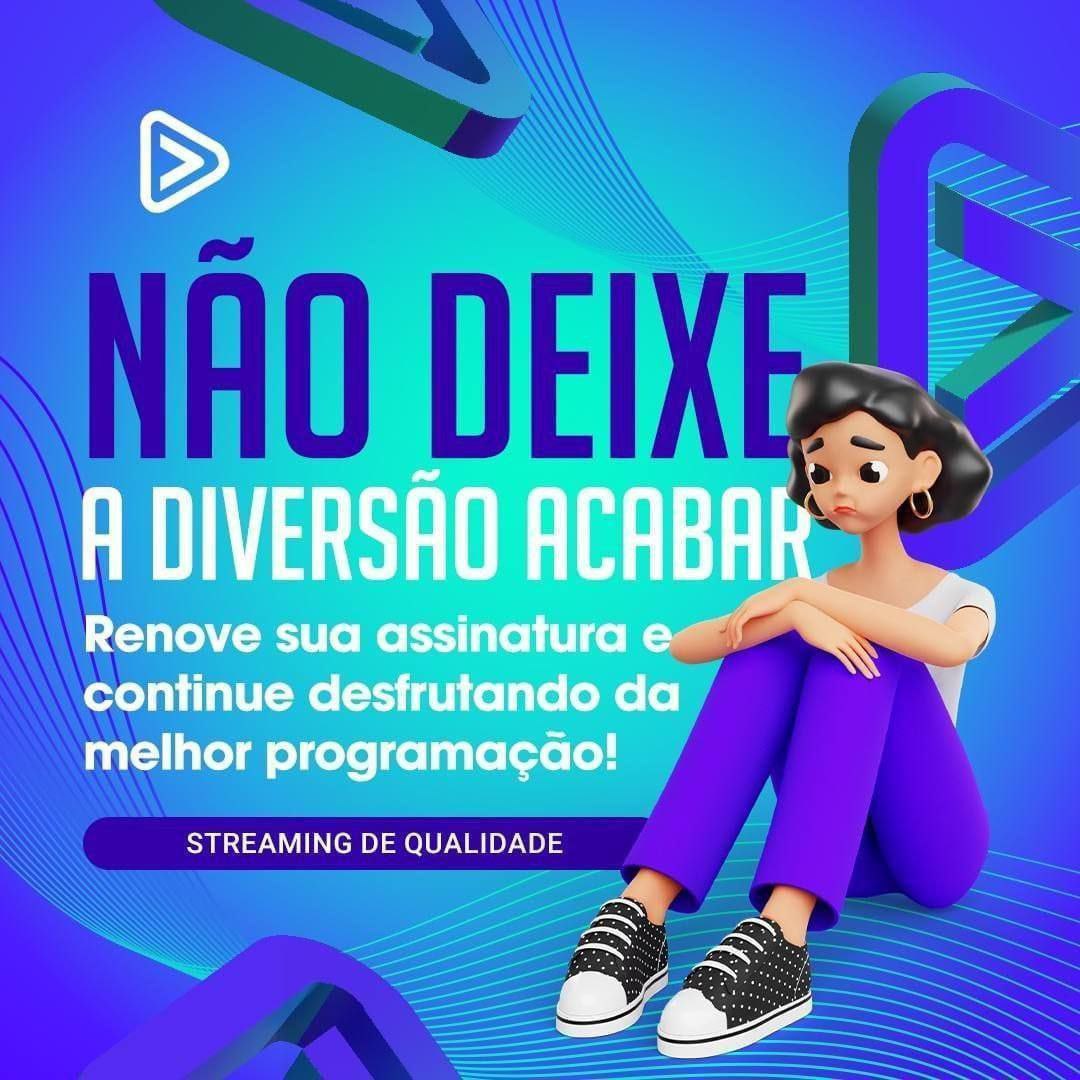 NÃO DEIXE
A DIVERSÃO ACABAR
Renove sua assinatura e
continue desfrutando da
melhor programação!
STREAMING DE QUALIDADE